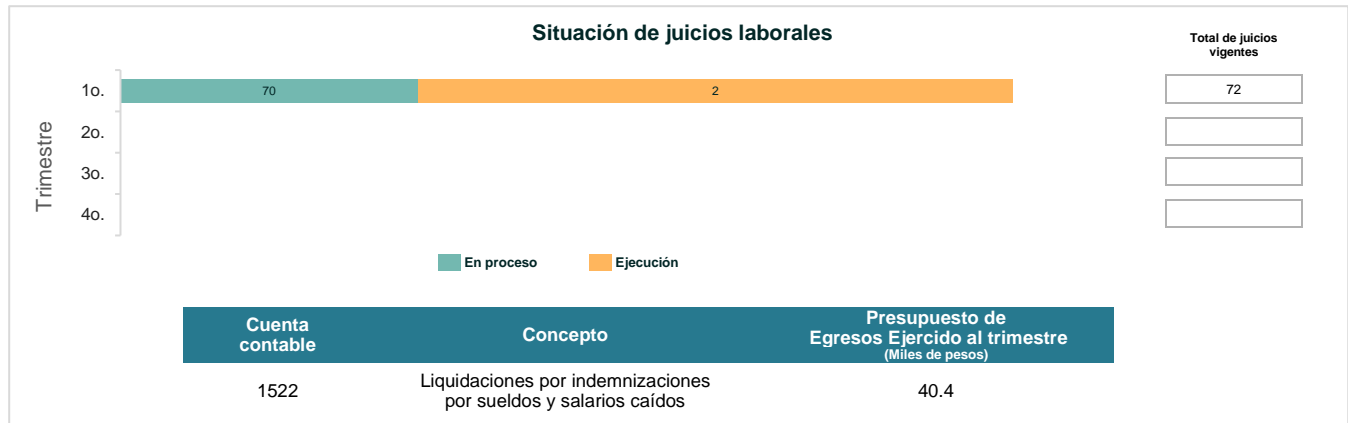 Situación de juicios laborales
Total de juicios
vigentes
Trimestre
1o.
70
2
72
2o.
3o.
4o.
En proceso
Ejecución
Cuenta
contable
Concepto
Presupuesto de
Egresos Ejercido al trimestre
(Miles de pesos)
1522
Liquidaciones por indemnizaciones
por sueldos y salarios caídos
40.4